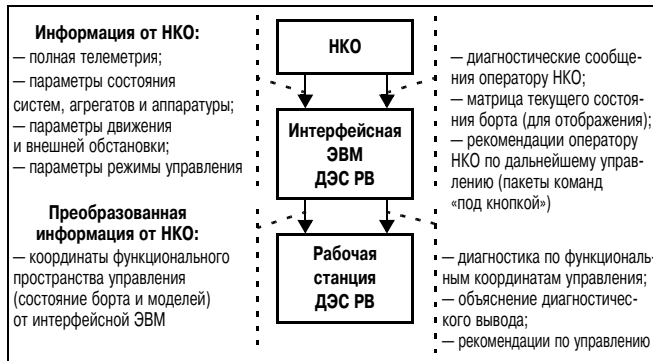 Информация от НКО:
— полная телеметрия;
— параметры состояния
систем, агрегатов и аппаратуры;
— параметры движения
и внешней обстановки;
— параметры режимы управления
Преобразованная
информация от НКО:
— координаты функционального
пространства управления
(состояние борта и моделей)
от интерфейсной ЭВМ
НКО
Интерфейсная
ЭВМ
ДЭС РВ
Рабочая
станция
ДЭС РВ
— диагностические сообще-
ния оператору НКО;
— матрица текущего состоя-
ния борта (для отображения);
— рекомендации оператору
НКО по дальнейшему управ-
лению (пакеты команд
«под кнопкой»)
— диагностика по функциональ-
ным координатам управления;
— объяснение диагностичес-
кого вывода;
— рекомендации по управлению